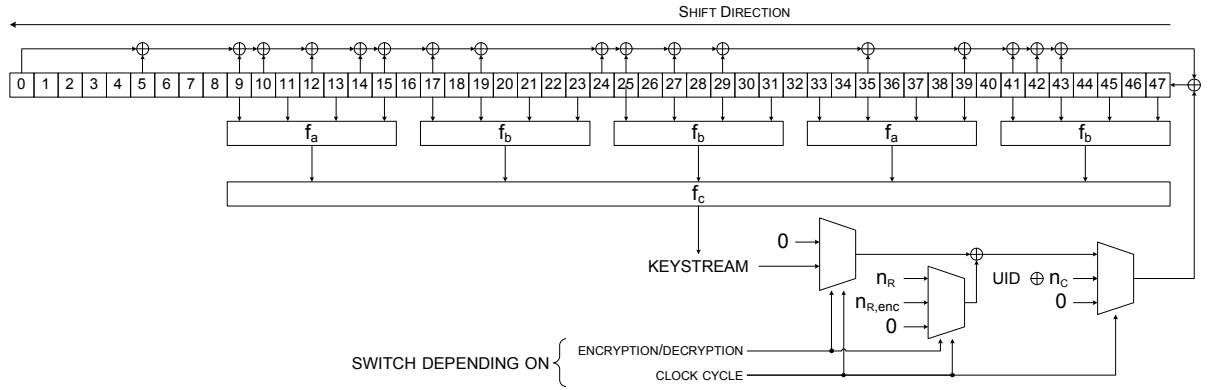 SHIFT DIRECTION
0 1 2 3 4 5 6 7 8 9 10 11 12 13 14 15 16 17 18 19 20 21 22 23 24 25 26 27 28 29 30 31 32 33 34 35 36 37 38 39 40 41 42 43 44 45 46 47
fa fb fb fa fb
fc
0
KEYSTREAM
nR
nR,enc
0
UID ⊕ nC
0
SWITCH DEPENDING ON
ENCRYPTION/DECRYPTION
CLOCK CYCLE